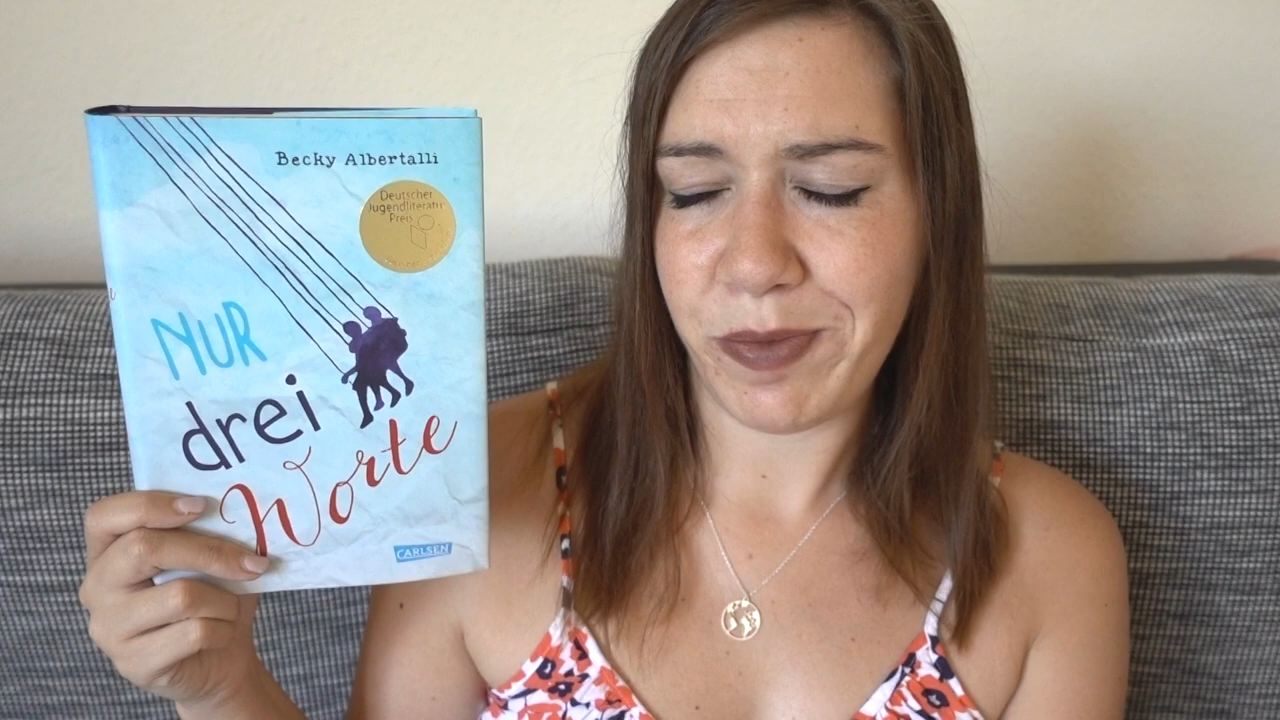 Becky Albertalli
Deutscher
Jugendliteratur
Preis
NUR
drei
Worte
CARLSEN